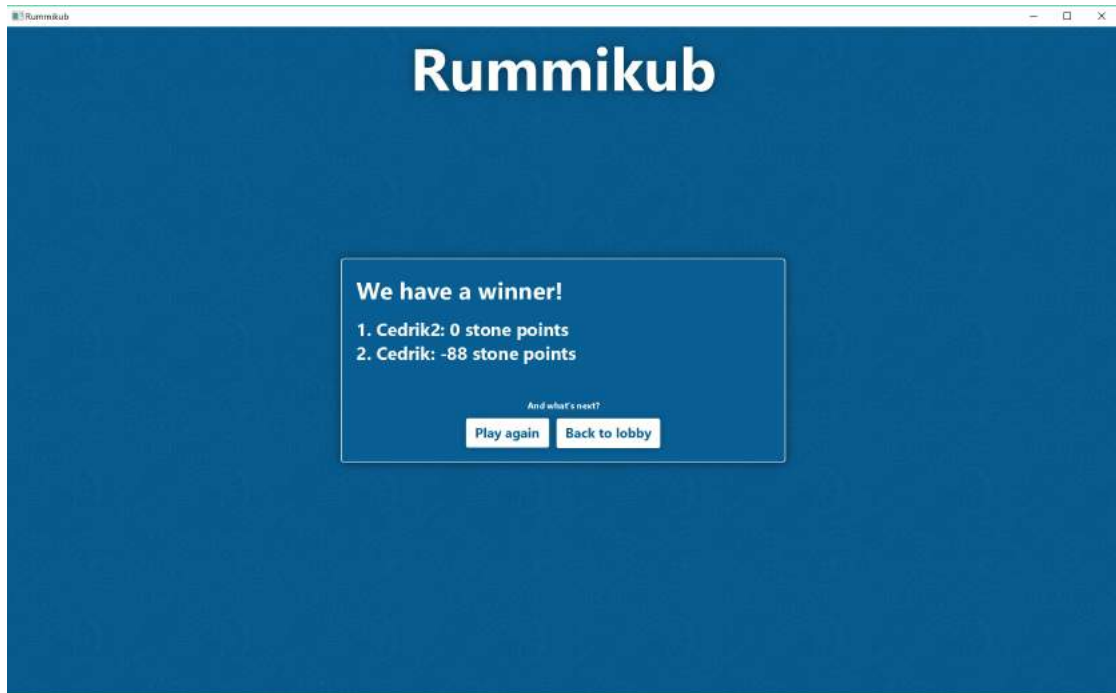 Rummikub
Rummikub
We have a winner!
1. Cedrik2: 0 stone points
2. Cedrik: -88 stone points
And what's next?
Play again
Back to lobby